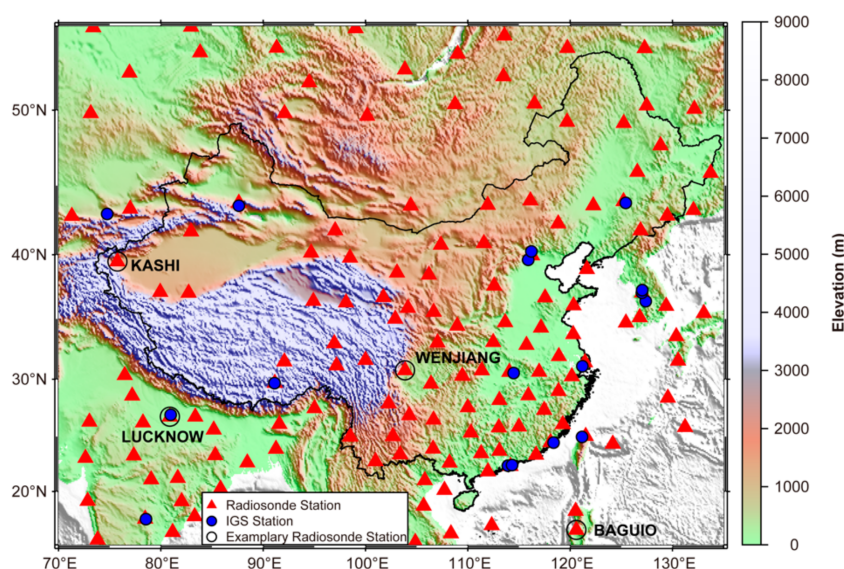 50°N
40°N
30°N
20°N
70°E
80°E
90°E
100°E
110°E
120°E
130°E
KASHI
WENJIANG
LUCKNOW
BAGUIO
Radiosonde Station
IGS Station
Examplary Radiosonde Station
9000
8000
7000
6000
5000
4000
3000
2000
1000
0
Elevation (m)